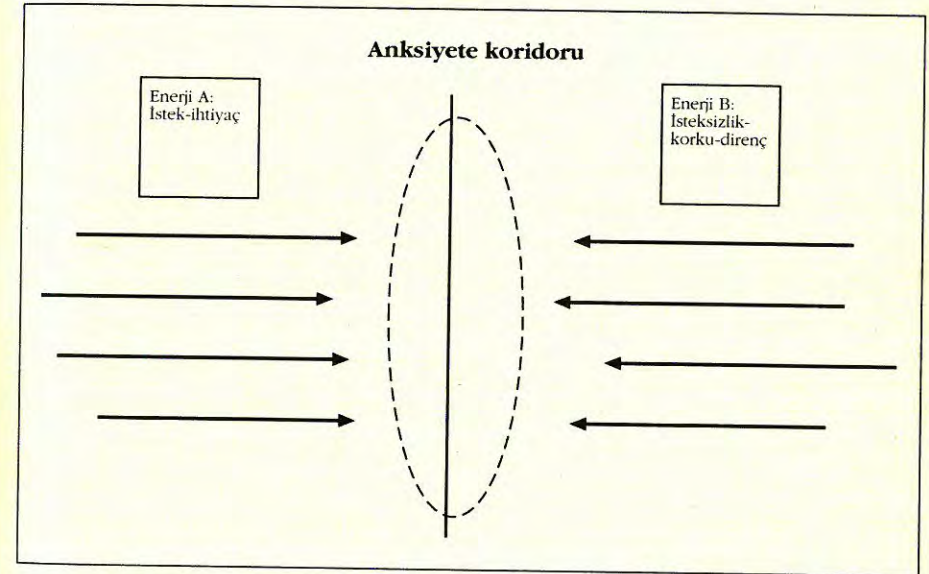 Anksiyete koridoru
Enerji A:
İstek-ihtiyaç
Enerji B:
İsteksizlik-
korku-direnç